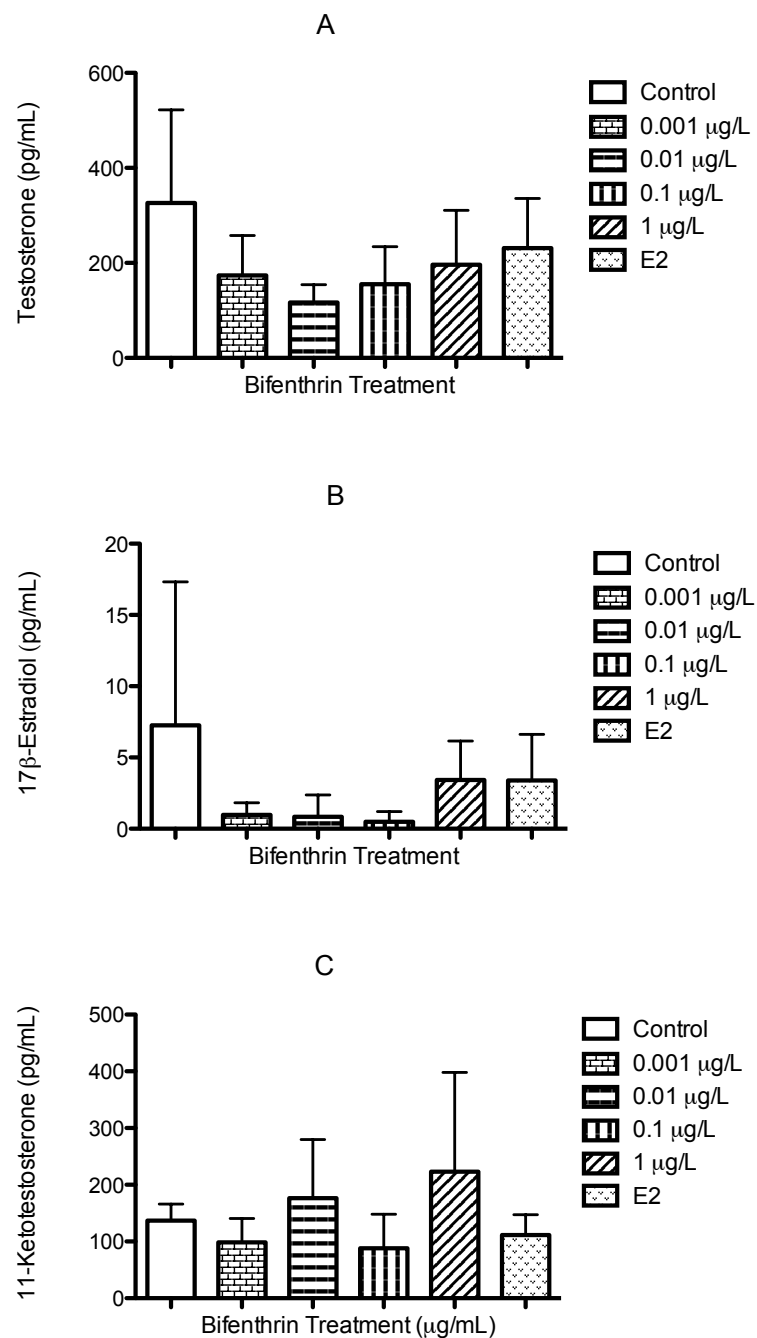 A
Testosterone (pg/mL)
600
400
200
0
Bifenthrin Treatment
Control
0.001 μg/L
0.01 μg/L
0.1 μg/L
1 μg/L
E2
B
17β-Estradiol (pg/mL)
20
15
10
5
0
Bifenthrin Treatment
Control
0.001 μg/L
0.01 μg/L
0.1 μg/L
1 μg/L
E2
C
11-Ketotestosterone (pg/mL)
500
400
300
200
100
0
Bifenthrin Treatment (μg/mL)
Control
0.001 μg/L
0.01 μg/L
0.1 μg/L
1 μg/L
E2